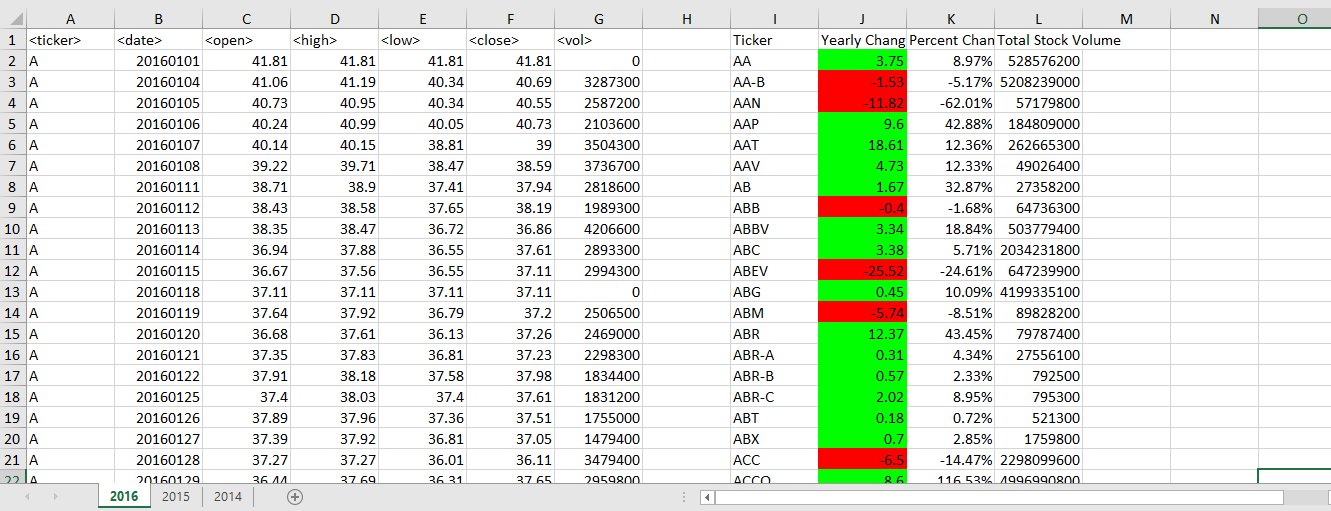 A B C D E F G H I J K L M N O
1 <ticker> <date> <open> <high> <low> <close> <vol> Ticker Yearly Chang Percent Chan Total Stock Volume
2 A 20160101 41.81 41.81 41.81 41.81 0 AA 3.75 8.97% 528576200
3 A 20160104 41.06 41.19 40.34 40.69 3287300 AA-B -1.53 -5.17% 5208239000
4 A 20160105 40.73 40.95 40.34 40.55 2587200 AAN -11.82 -62.01% 57179800
5 A 20160106 40.24 40.99 40.05 40.73 2103600 AAP 9.6 42.88% 184809000
6 A 20160107 40.14 40.15 38.81 39 3504300 AAT 18.61 12.36% 262665300
7 A 20160108 39.22 39.71 38.47 38.59 3736700 AAV 4.73 12.33% 49026400
8 A 20160111 38.71 38.9 37.41 37.94 2818600 AB 1.67 32.87% 27358200
9 A 20160112 38.43 38.58 37.65 38.19 1989300 ABB -0.4 -1.68% 64736300
10 A 20160113 38.35 38.47 36.72 36.86 4206600 ABBV 3.34 18.84% 503779400
11 A 20160114 36.94 37.88 36.55 37.61 2893300 ABC 3.38 5.71% 2034231800
12 A 20160115 36.67 37.56 36.55 37.11 2994300 ABEV -25.52 -24.61% 647239900
13 A 20160118 37.11 37.11 37.11 37.11 0 ABG 0.45 10.09% 4199335100
14 A 20160119 37.64 37.92 36.79 37.2 2506500 ABM -5.74 -8.51% 89828200
15 A 20160120 36.68 37.61 36.13 37.26 2469000 ABR 12.37 43.45% 79787400
16 A 20160121 37.35 37.83 36.81 37.23 2298300 ABR-A 0.31 4.34% 27556100
17 A 20160122 37.91 38.18 37.58 37.98 1834400 ABR-B 0.57 2.33% 792500
18 A 20160125 37.4 38.03 37.4 37.61 1831200 ABR-C 2.02 8.95% 795300
19 A 20160126 37.89 37.96 37.36 37.51 1755000 ABT 0.18 0.72% 521300
20 A 20160127 37.39 37.92 36.81 37.05 1479400 ABX 0.7 2.85% 1759800
21 A 20160128 37.27 37.27 36.01 36.11 3479400 ACC -6.5 -14.47% 2298099600
22 A 20160129 36.44 37.69 36.31 37.65 2959800 ACCO 8.6 116.53% 4996990800
2016 2015 2014